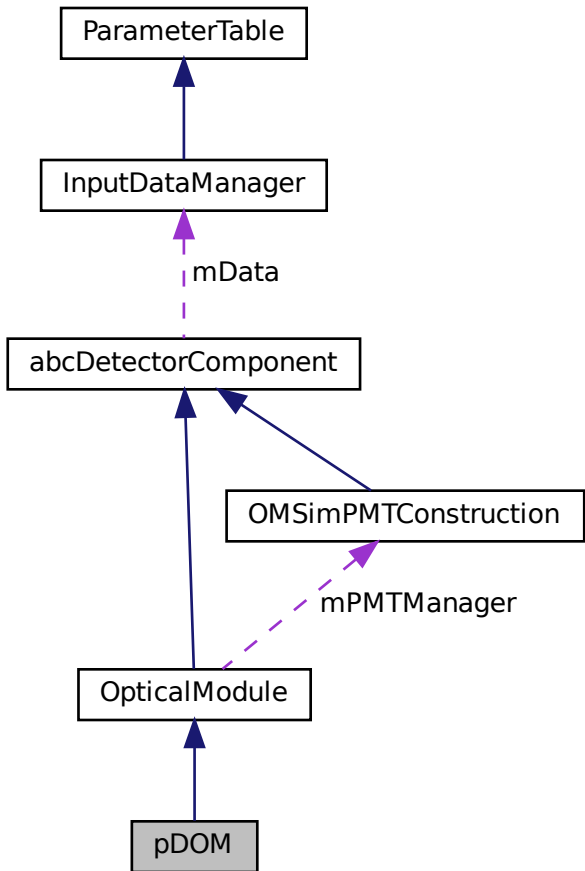 ParameterTable
InputDataManager
mData
abcDetectorComponent
OMSimPMTConstruction
mPMTManager
OpticalModule
pDOM